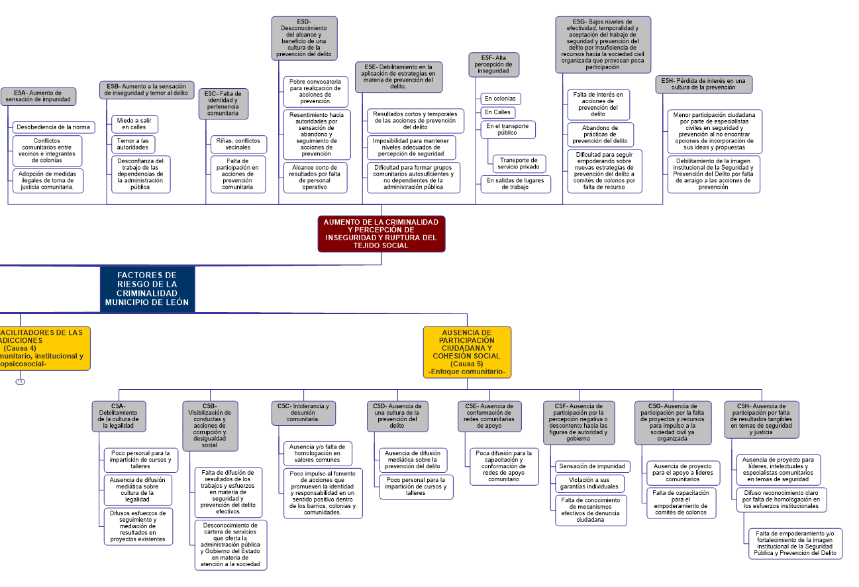 E5A- Aumento de
sensación de impunidad
Desobediencia de la norma
Conflictos
comunitarios entre
vecinos e integrantes
de colonias
Adopción de medidas
ilegales de toma de
justicia comunitaria.
E5B- Aumento a la sensación
de inseguridad y temor al delito
Miedo a salir
en calles
Temor a las
autoridades
Desconfianza del
trabajo de las
dependencias de
la administración
pública
E5C- Falta de
identidad y
pertenencia
comunitaria
Riñas, conflictos
vecinales
Falta de
participación en
acciones de
prevención
comunitaria
E5D-
Desconocimiento
del alcance y
beneficio de una
cultura de la
prevención del delito
Pobre convocatoria
para realización de
acciones de
prevención
Resentimiento hacia
autoridades por
sensación de
abandono y
seguimiento de
acciones de
prevención
Alcance corto de
resultados por falta
de personal
operativo
E5E- Debilitamiento en la
aplicación de estrategias en
materia de prevención del
delito.
Resultados cortos y temporales
de las acciones de prevención
del delito
Imposibilidad para mantener
niveles adecuados de
percepción de seguridad
Dificultad para formar grupos
comunitarios autosuficientes y
no dependientes de la
administración pública
E5F- Alta
percepción de
inseguridad
En colonias
En Calles
En el transporte
público
Transporte de
servicio privado
En salidas de lugares
de trabajo
E5G- Bajos niveles de
efectividad, temporalidad y
aceptación del trabajo de
seguridad y prevención del
delito por insuficiencia de
recursos hacia la sociedad civil
organizada que provocan poca
participación
Falta de interés en
acciones de
prevención del
delito
Abandono de
prácticas de
prevención del delito
Dificultad para seguir
empoderando sobre
nuevas estrategias de
prevención del delito a
comités de colonos por
falta de recurso
E5H- Pérdida de interés en una
cultura de la prevención
Menor participación ciudadana
por parte de especialistas
civiles en seguridad y
prevención al no encontrar
opciones de incorporación de
sus ideas y propuestas
Debilitamiento de la imagen
institucional de la Seguridad y
Prevención del Delito por falta
de arraigo a las acciones de
prevención
AUMENTO DE LA CRIMINALIDAD
Y PERCEPCIÓN DE
INSEGURIDAD Y RUPTURA DEL
TEJIDO SOCIAL
FACTORES DE
RIESGO DE LA
CRIMINALIDAD
MUNICIPIO DE LEÓN
ACILITADORES DE LAS
ADICCIONES
(Causa 4)
munitario, institucional y
opsicosocial-
AUSENCIA DE
PARTICIPACIÓN
CIUDADANA Y
COHESIÓN SOCIAL
(Causa 5)
-Enfoque comunitario-
C5A-
Debilitamiento
de la cultura de
la legalidad
Poco personal para la
impartición de cursos y
talleres
Ausencia de difusión
mediática sobre
cultura de la
legalidad
Difusos esfuerzos de
seguimiento y
mediación de
resultados en
proyectos existentes
C5B-
Visibilización de
conductas y
acciones de
corrupción y
desigualdad
social
Falta de difusión de
resultados de los
trabajos y esfuerzos
en materia de
seguridad y
prevención del delito
efectivos
Desconocimiento de
cartera de servicios
que oferta la
administración pública
y Gobierno del Estado
en materia de
atención a la sociedad
C5C- Intolerancia y
desunión
comunitaria.
Ausencia y/o falta de
homologación en
valores comunes
Poco impulso al fomento
de acciones que
promueven la identidad
y responsabilidad en un
sentido positivo dentro
de los barrios, colonias y
comunidades.
C5D- Ausencia de
una cultura de la
prevención del
delito
Ausencia de difusión
mediática sobre la
prevención del delito
Poco personal para la
impartición de cursos y
talleres
C5E- Ausencia de
conformación de
redes comunitarias
de apoyo
Poca difusión para la
capacitación y
conformación de
redes de apoyo
comunitario
C5F- Ausencia de
participación por la
percepción negativa o
descontento hacia las
figuras de autoridad y
gobierno
Sensación de impunidad
Violación a sus
garantías individuales
Falta de conocimiento
de mecanismos
efectivos de denuncia
ciudadana
C5G- Ausencia de
participación por la falta
de proyectos y recursos
para impulso a la
sociedad civil ya
organizada
Ausencia de proyecto
para el apoyo a líderes
comunitarios
Falta de capacitación
para el
empoderamiento de
comités de colonos
C5H- Ausencia de
participación por falta
de resultados tangibles
en temas de seguridad
y justicia
Ausencia de proyecto para
líderes, intelectuales y
especialistas comunitarios
en temas de seguridad
Difuso reconocimiento claro
por falta de homologación en
los esfuerzos institucionales
Falta de empoderamiento y/o
fortalecimiento de la imagen
institucional de la Seguridad
Pública y Prevención del Delito